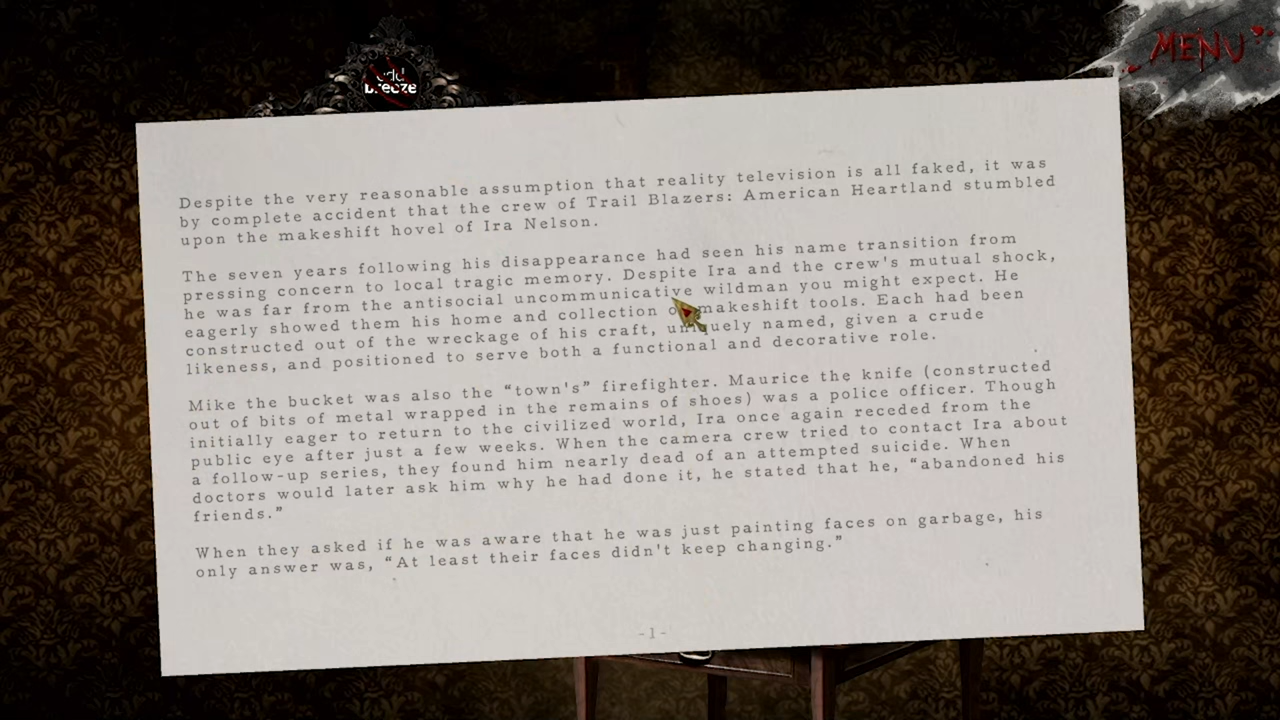 MENU
odd
breeze
Despite the very reasonable assumption that reality television is all faked, it was
by complete accident that the crew of Trail Blazers: American Heartland stumbled
upon the makeshift hovel of Ira Nelson.
The seven years following his disappearance had seen his name transition from
pressing concern to local tragic memory. Despite Ira and the crew's mutual shock,
he was far from the antisocial uncommunicative wildman you might expect. He
eagerly showed them his home and collection of makeshift tools. Each had been
constructed out of the wreckage of his craft, uniquely named, given a crude
likeness, and positioned to serve both a functional and decorative role.
Mike the bucket was also the “town's” firefighter. Maurice the knife (constructed
out of bits of metal wrapped in the remains of shoes) was a police officer. Though
initially eager to return to the civilized world, Ira once again receded from the
public eye after just a few weeks. When the camera crew tried to contact Ira about
a follow-up series, they found him nearly dead of an attempted suicide. When
doctors would later ask him why he had done it, he stated that he, “abandoned his
friends.”
When they asked if he was aware that he was just painting faces on garbage, his
only answer was, “At least their faces didn't keep changing.”
-1-